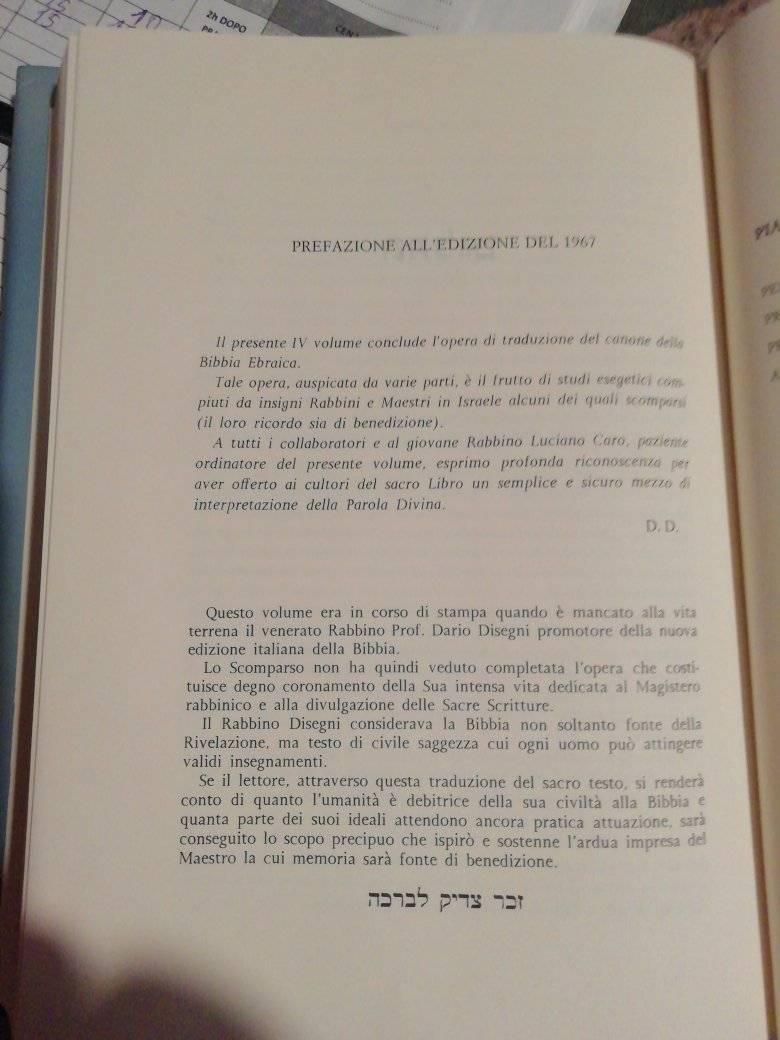 2h DOPO
PREFAZIONE ALL'EDIZIONE DEL 1967
Il presente IV volume conclude l'opera di traduzione del canone della
Bibbia Ebraica.
Tale opera, auspicata da varie parti, è il frutto di studi esegetici com-
piuti da insigni Rabbini e Maestri in Israele alcuni dei quali scomparsi
(il loro ricordo sia di benedizione).
A tutti i collaboratori e al giovane Rabbino Luciano Caro, paziente
ordinatore del presente volume, esprimo profonda riconoscenza per
aver offerto ai cultori del sacro Libro un semplice e sicuro mezzo di
interpretazione della Parola Divina.
D. D.
Questo volume era in corso di stampa quando è mancato alla vita
terrena il venerato Rabbino Prof. Dario Disegni promotore della nuova
edizione italiana della Bibbia.
Lo Scomparso non ha quindi veduto completata l'opera che costi-
tuisce degno coronamento della Sua intensa vita dedicata al Magistero
rabbinico e alla divulgazione delle Sacre Scritture.
Il Rabbino Disegni considerava la Bibbia non soltanto fonte della
Rivelazione, ma testo di civile saggezza cui ogni uomo può attingere
validi insegnamenti.
Se il lettore, attraverso questa traduzione del sacro testo, si renderà
conto di quanto l'umanità è debitrice della sua civiltà alla Bibbia e
quanta parte dei suoi ideali attendono ancora pratica attuazione, sarà
conseguito lo scopo precipuo che ispirò e sostenne l'ardua impresa del
Maestro la cui memoria sarà fonte di benedizione.
זכר צדיק לברכה